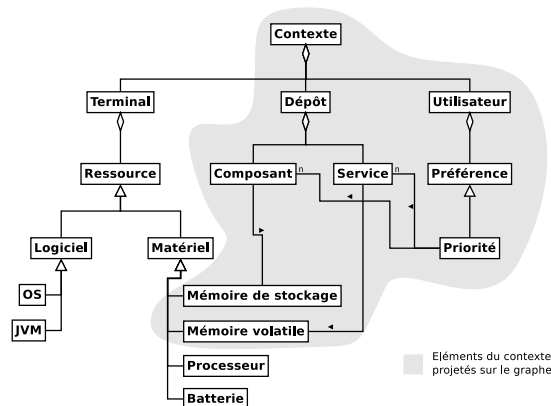 Contexte
Terminal
Dépôt
Utilisateur
Ressource
Composant
n
Service
n
Préférence
Logiciel
Matériel
Priorité
OS
Mémoire de stockage
JVM
Mémoire volatile
Processeur
Eléments du contexte
projetés sur le graphe
Batterie